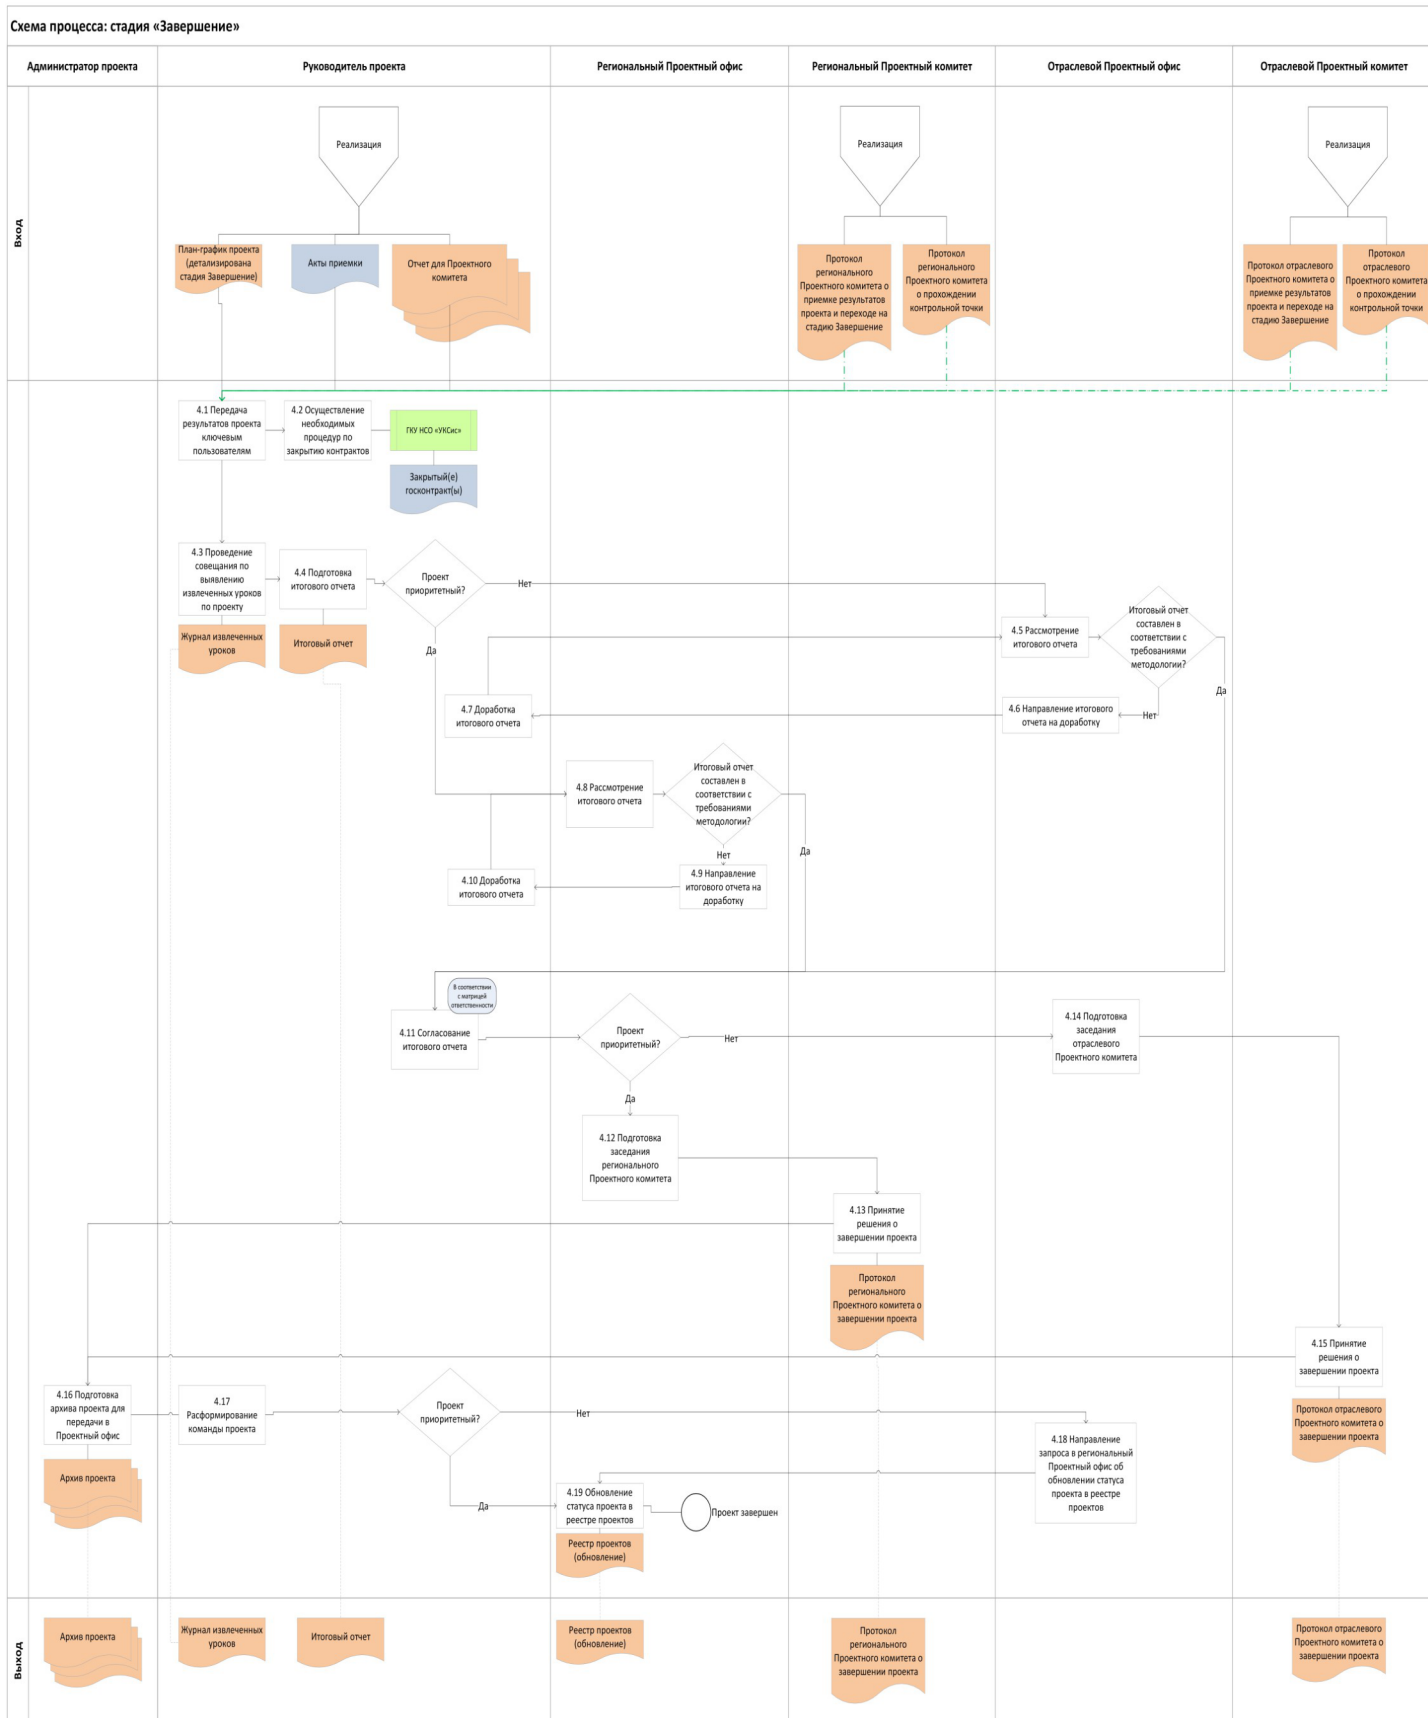 Схема процесса: стадия «Завершение»
Администратор проекта
Руководитель проекта
Региональный Проектный офис
Региональный Проектный комитет
Отраслевой Проектный офис
Отраслевой Проектный комитет
Вход
Реализация
Реализация
Реализация
План-график проекта
(детализирована
стадия Завершение)
Акты приемки
Отчет для Проектного
комитета
Протокол
регионального
Проектного комитета о
приемке результатов
проекта и переходе на
стадию Завершение
Протокол
регионального
Проектного комитета
о прохождении
контрольной точки
Протокол отраслевого
Проектного комитета о
приемке результатов
проекта и переходе на
стадию Завершение
Протокол
отраслевого
Проектного комитета
о прохождении
контрольной точки
4.1 Передача
результатов проекта
ключевым
пользователям
4.2 Осуществление
необходимых
процедур по
закрытию контрактов
ГКУ НСО «УКСис»
Закрытый(е)
госконтракт(ы)
4.3 Проведение
совещания по
выявлению
извлеченных уроков
по проекту
4.4 Подготовка
итогового отчета
Проект
приоритетный?
Нет
Да
Журнал извлеченных
уроков
Итоговый отчет
4.5 Рассмотрение
итогового отчета
Итоговый отчет
составлен в
соответствии с
требованиями
методологии?
Да
Нет
4.6 Направление итогового
отчета на доработку
4.7 Доработка
итогового отчета
4.8 Рассмотрение
итогового отчета
Итоговый отчет
составлен в
соответствии с
требованиями
методологии?
Да
Нет
4.9 Направление
итогового отчета на
доработку
4.10 Доработка
итогового отчета
В соответствии
с матрицей
ответственности
4.11 Согласование
итогового отчета
Проект
приоритетный?
Нет
Да
4.14 Подготовка
заседания
отраслевого
Проектного комитета
4.12 Подготовка
заседания
регионального
Проектного комитета
4.13 Принятие
решения о
завершении проекта
Протокол
регионального
Проектного комитета о
завершении проекта
4.15 Принятие
решения о
завершении проекта
Протокол отраслевого
Проектного комитета о
завершении проекта
4.16 Подготовка
архива проекта для
передачи в
Проектный офис
Архив проекта
4.17
Расформирование
команды проекта
Проект
приоритетный?
Нет
Да
4.18 Направление
запроса в региональный
Проектный офис об
обновлении статуса
проекта в реестре
проектов
4.19 Обновление
статуса проекта в
реестре проектов
Проект завершен
Реестр проектов
(обновление)
Выход
Архив проекта
Журнал извлеченных
уроков
Итоговый отчет
Реестр проектов
(обновление)
Протокол
регионального
Проектного комитета о
завершении проекта
Протокол отраслевого
Проектного комитета о
завершении проекта